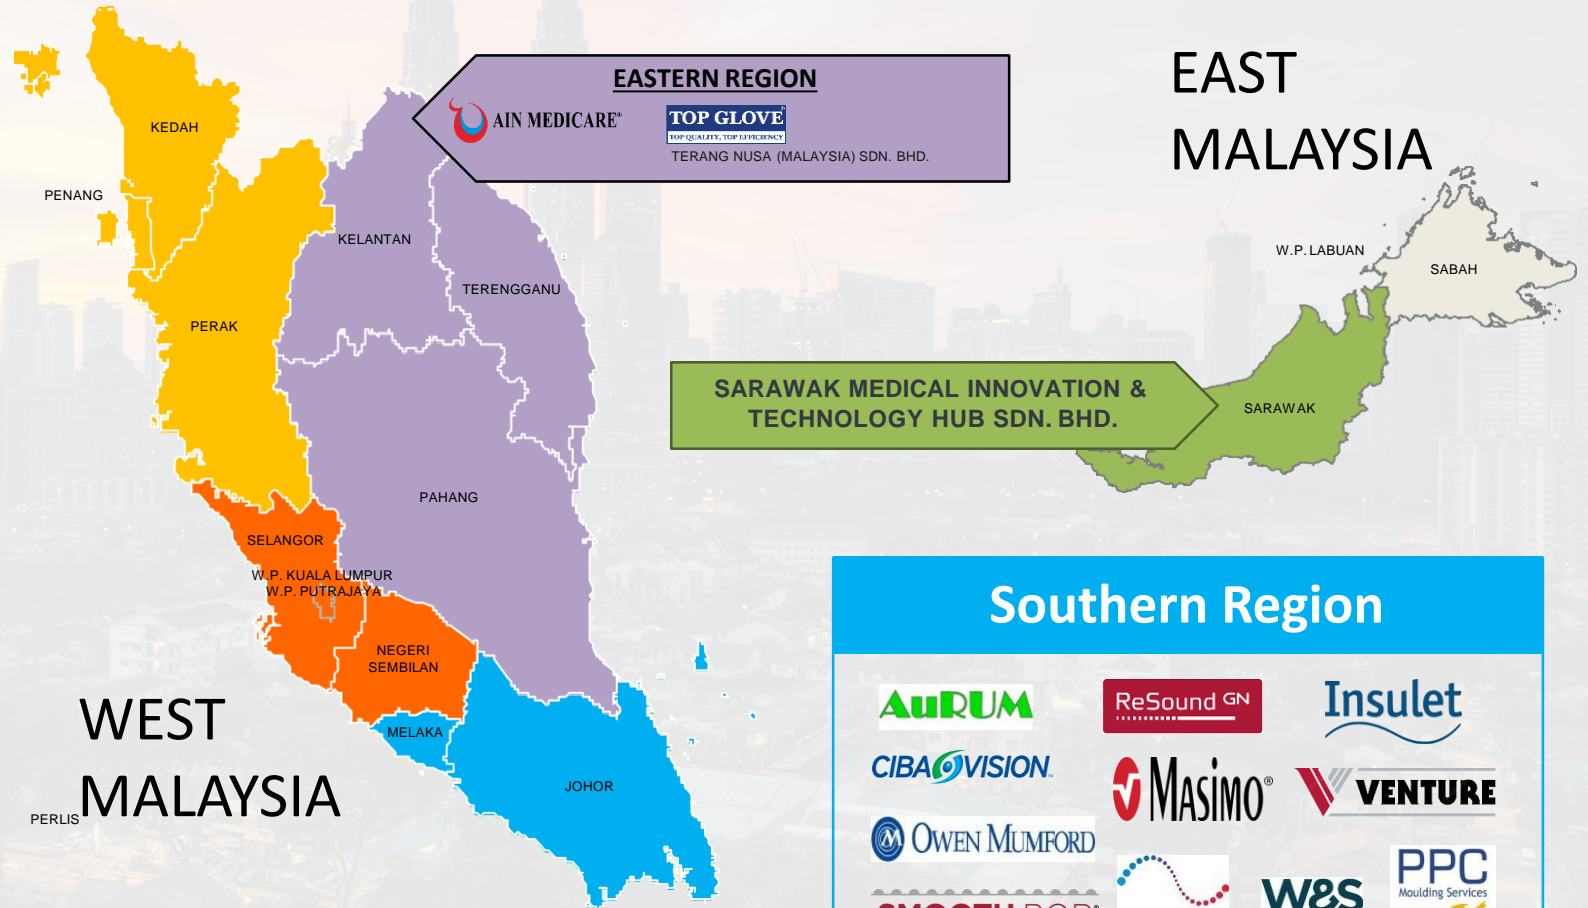 EASTERN REGION
AIN MEDICARE®
TOP GLOVE®
TOP QUALITY, TOP EFFICIENCY
TERANG NUSA (MALAYSIA) SDN. BHD.
EAST
MALAYSIA
KEDAH
PENANG
KELANTAN
W.P. LABUAN
SABAH
TERENGGANU
PERAK
SARAWAK MEDICAL INNOVATION &
TECHNOLOGY HUB SDN. BHD.
SARAWAK
PAHANG
SELANGOR
W.P. KUALA LUMPUR
W.P. PUTRAJAYA
NEGERI
SEMBILAN
MELAKA
JOHOR
WEST
MALAYSIA
PERLIS
Southern Region
AuRUM
ReSound GN
Insulet
CIBA VISION
Masimo®
VENTURE
OWEN MUMFORD
PPC
Moulding Services
W&S